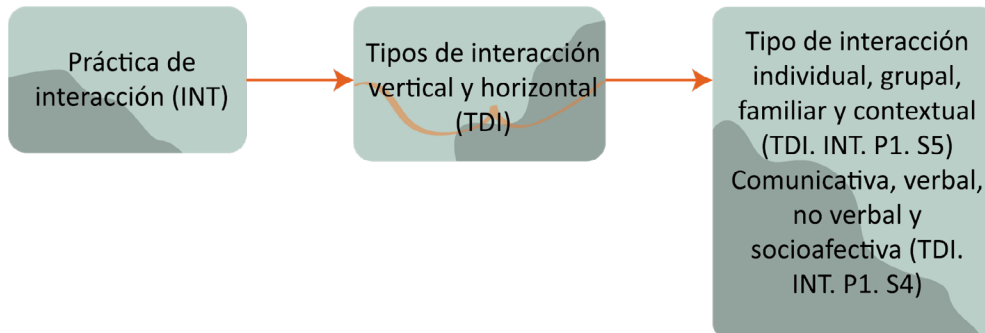 Práctica de
interacción (INT)
Tipos de interacción
vertical y horizontal
(TDI)
Tipo de interacción
individual, grupal,
familiar y contextual
(TDI. INT. P1. S5)
Comunicativa, verbal,
no verbal y
socioafectiva (TDI.
INT. P1. S4)